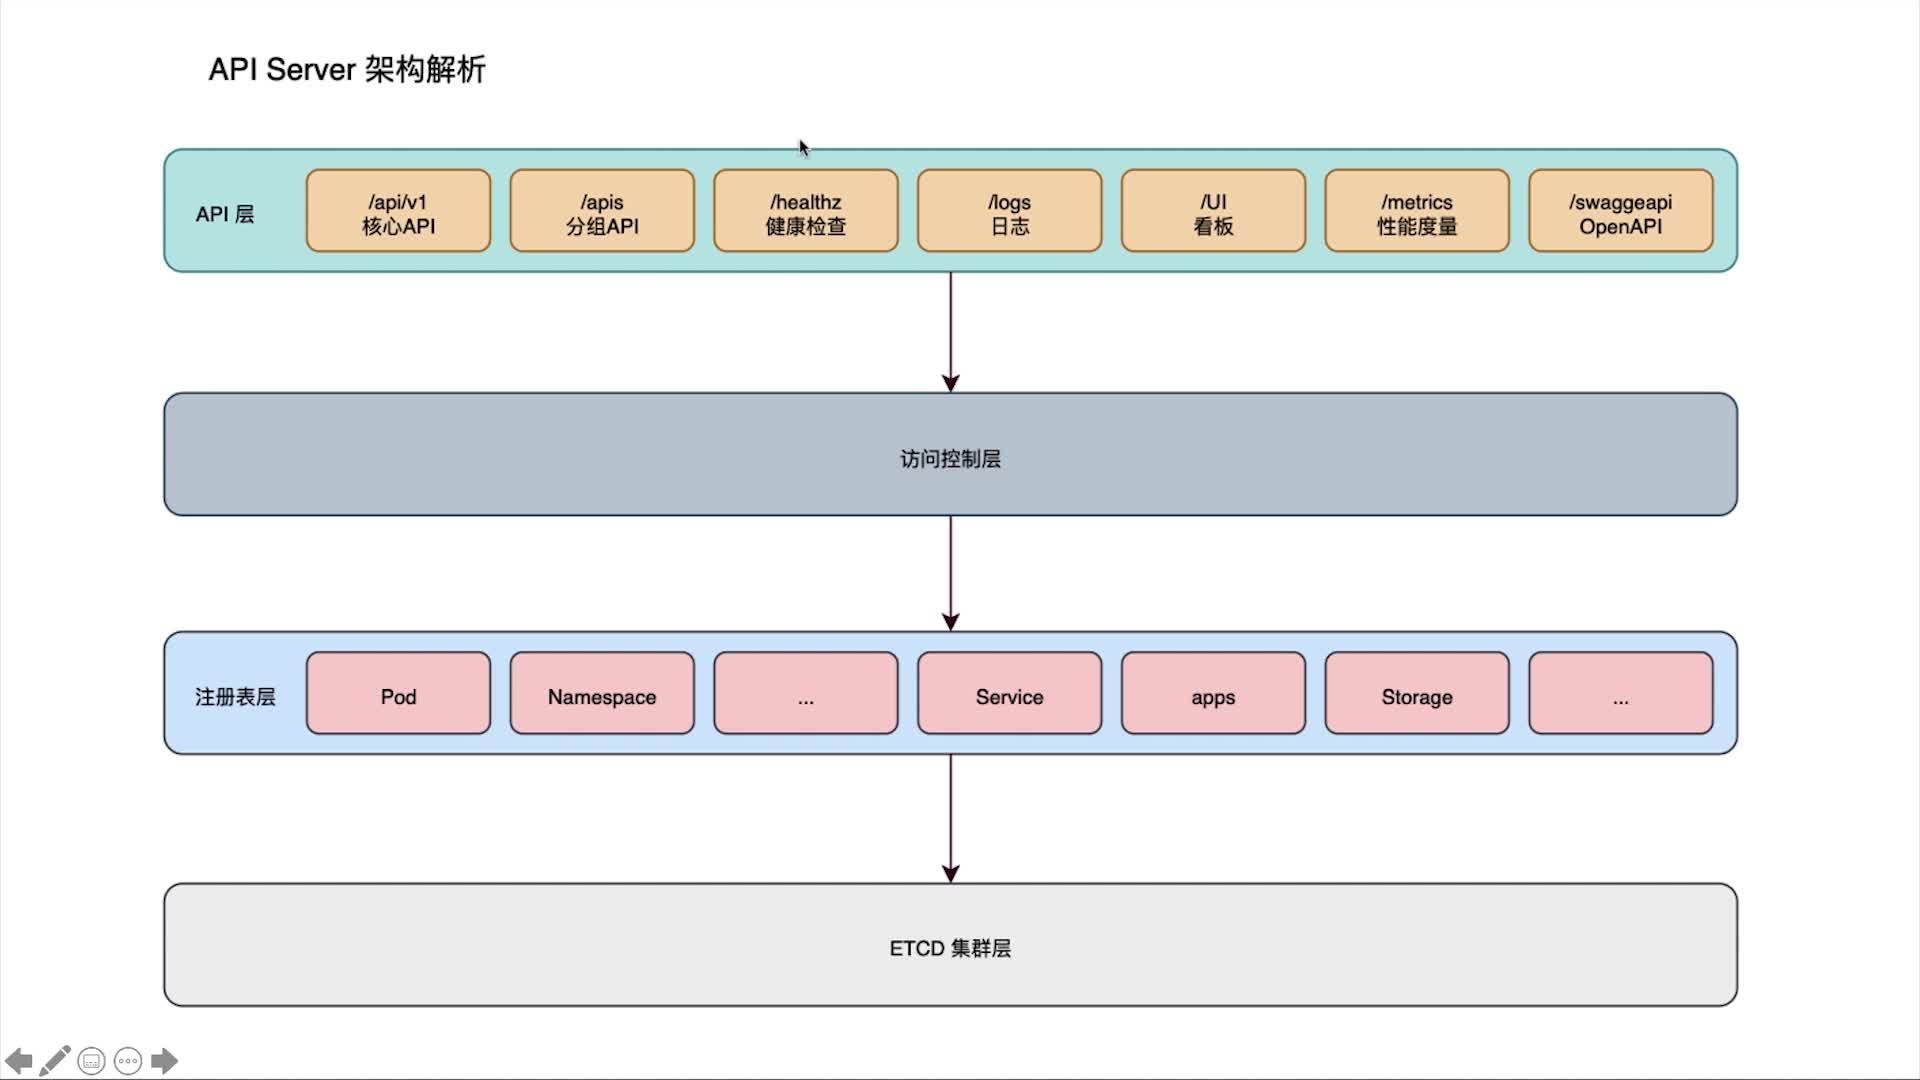 API Server 架构解析
API 层
/api/v1
核心API
/apis
分组API
/healthz
健康检查
/logs
日志
/UI
看板
/metrics
性能度量
/swaggeapi
OpenAPI
访问控制层
注册表层
Pod
Namespace
...
Service
apps
Storage
...
ETCD 集群层